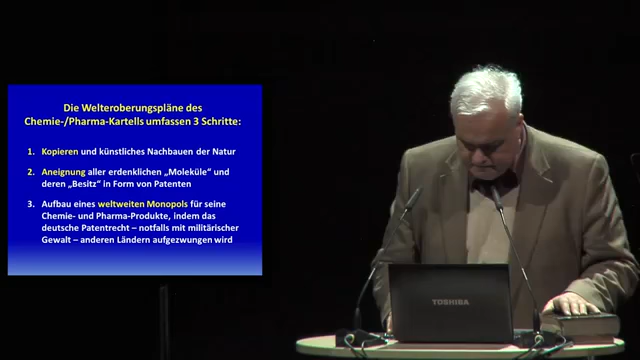 Die Welteroberungspläne des
Chemie-/Pharma-Kartells umfassen 3 Schritte:
1. Kopieren und künstliches Nachbauen der Natur
2. Aneignung aller erdenklichen „Moleküle“ und
deren „Besitz“ in Form von Patenten
3. Aufbau eines weltweiten Monopols für seine
Chemie- und Pharma-Produkte, indem das
deutsche Patentrecht – notfalls mit militärischer
Gewalt – anderen Ländern aufgezwungen wird
TOSHIBA